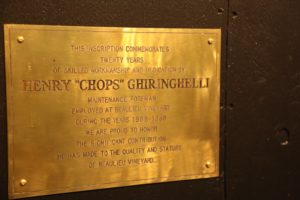 THIS INSCRIPTION COMMEMORATES
TWENTY YEARS
OF SKILLED WORKMANSHIP AND DEDICATION BY
HENRY "CHOPS" GHIRINGHELLI
MAINTENANCE FOREMAN
EMPLOYED AT BEAULIEU VINEYARD
DURING THE YEARS
WE ARE PROUD TO HONOR
THE SIGNIFICANT CONTRIBUTION
HE HAS MADE TO THE QUALITY AND STATURE
OF BEAULIEU VINEYARD